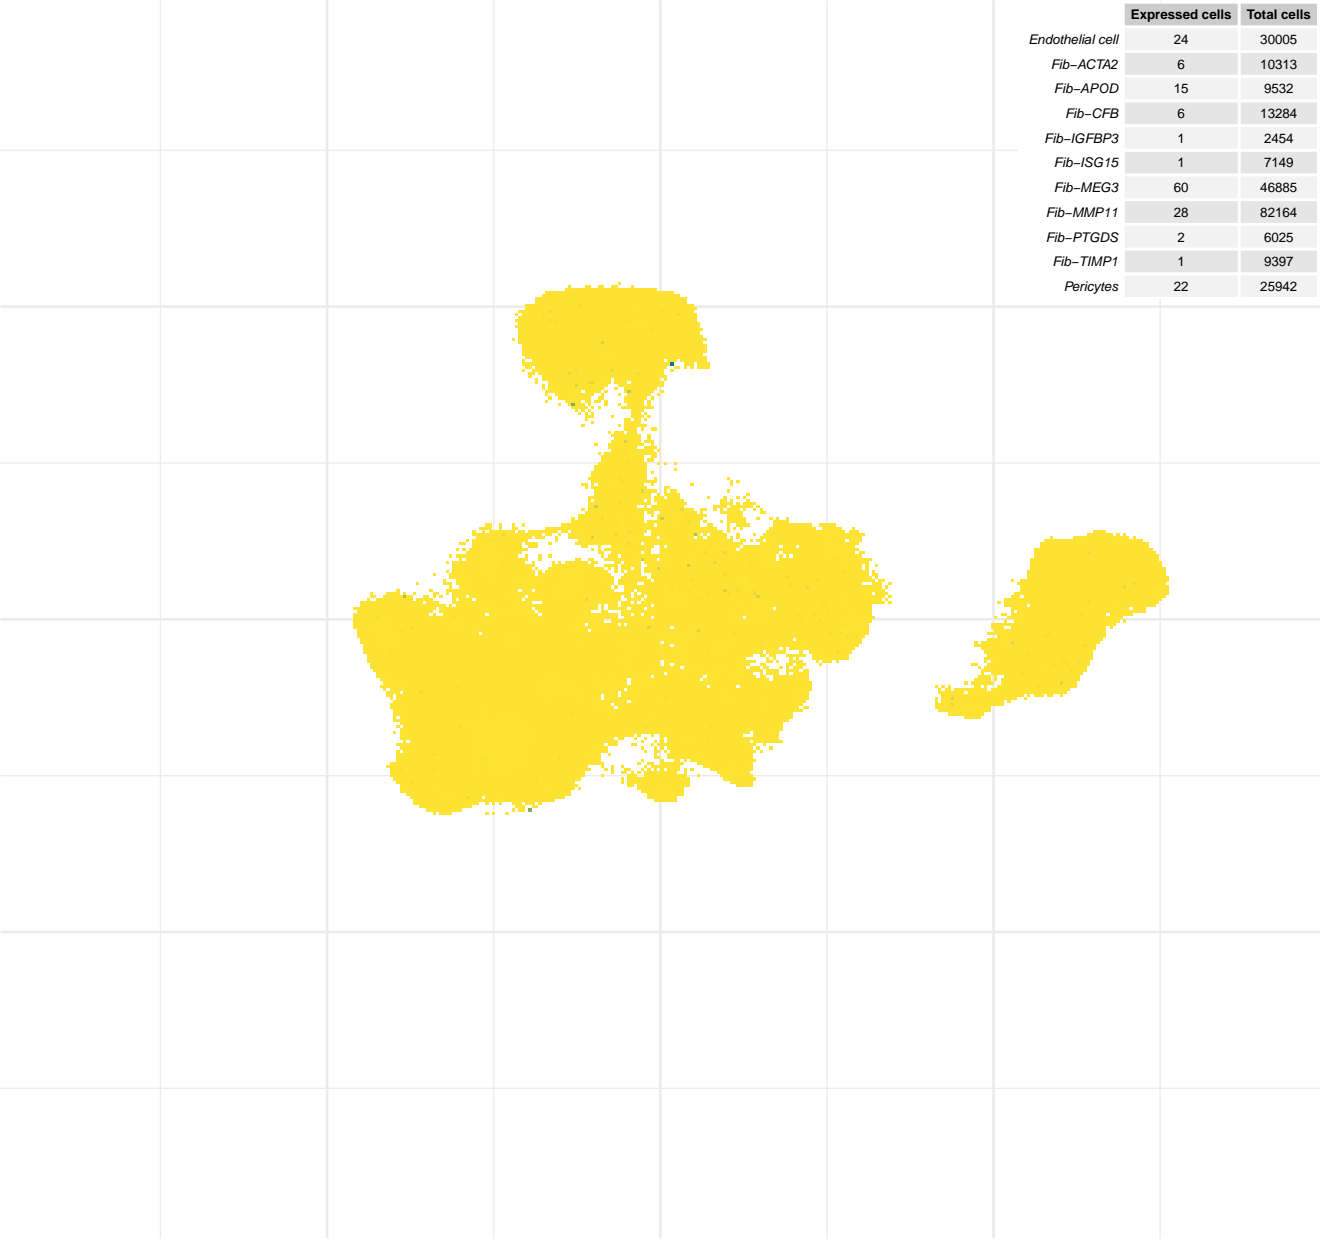 Expressed cells Total cells
Endothelial cell 24 30005
Fib−ACTA2 6 10313
Fib−APOD 15 9532
Fib−CFB 6 13284
Fib−IGFBP3 1 2454
Fib−ISG15 1 7149
Fib−MEG3 60 46885
Fib−MMP11 28 82164
Fib−PTGDS 2 6025
Fib−TIMP1 1 9397
Pericytes 22 25942